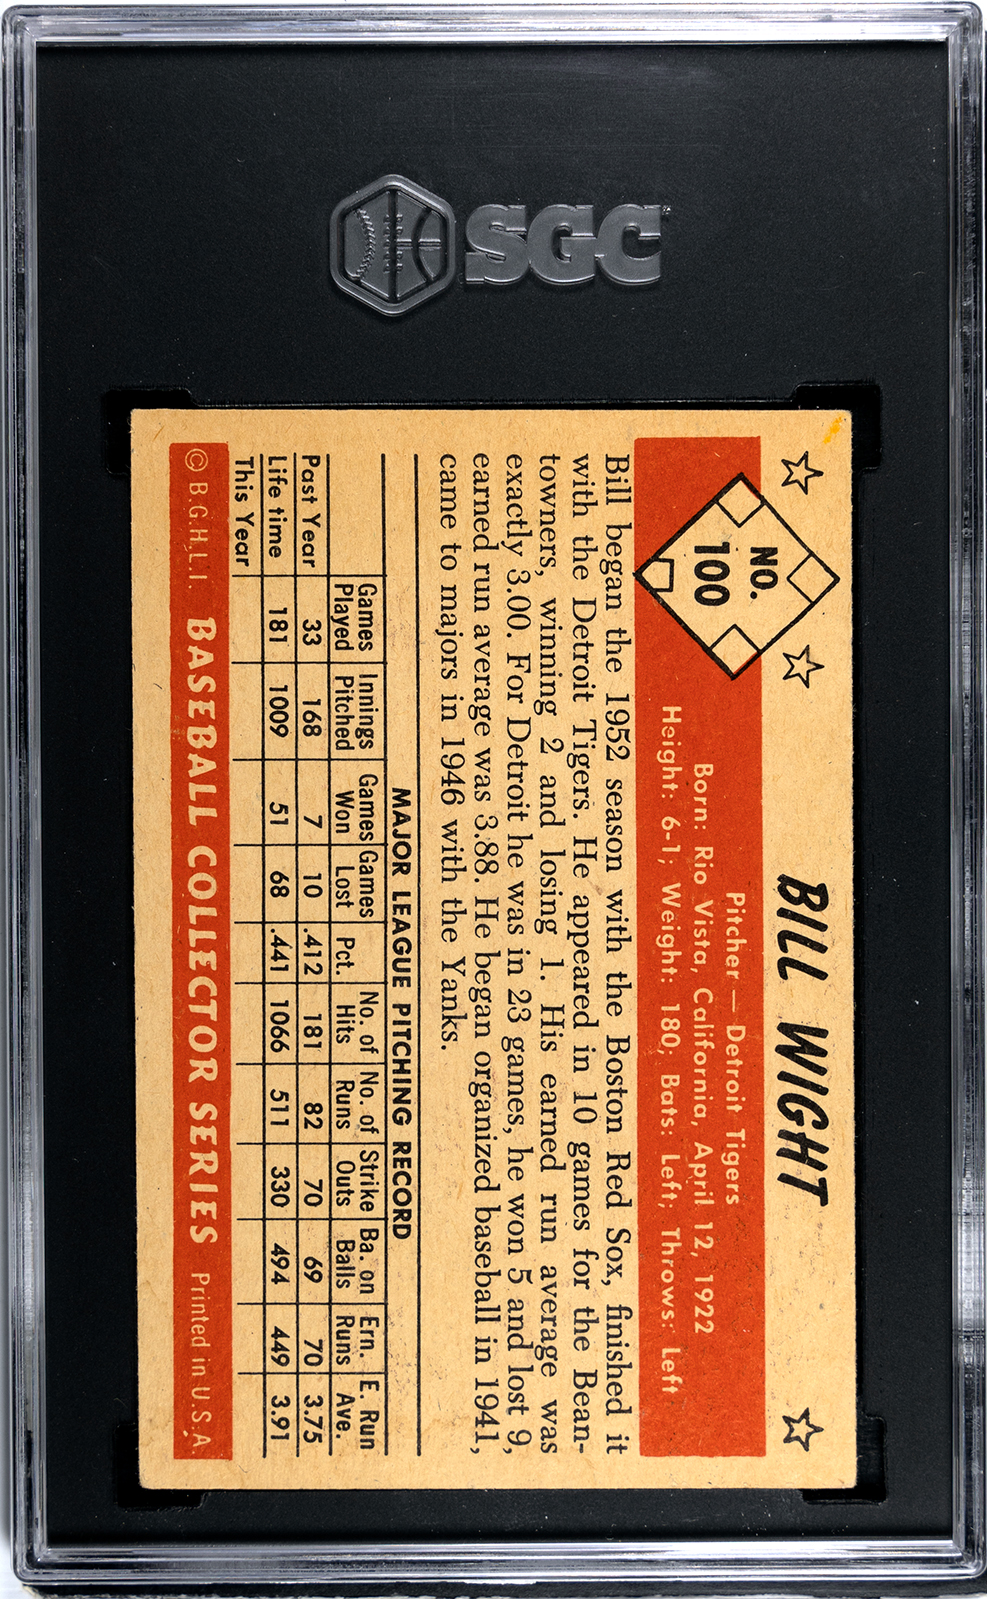 SGC
BILL WIGHT
NO.
100
Pitcher — Detroit Tigers
Born: Rio Vista, California, April 12, 1922
Height: 6-1; Weight: 180; Bats: Left; Throws: Left
Bill began the 1952 season with the Boston Red Sox, finished it
with the Detroit Tigers. He appeared in 10 games for the Bean-
towners, winning 2 and losing 1. His earned run average was
exactly 3.00. For Detroit he was in 23 games, he won 5 and lost 9,
earned run average was 3.88. He began organized baseball in 1941,
came to majors in 1946 with the Yanks.
MAJOR LEAGUE PITCHING RECORD
Games Innings Games Games No. of No. of Strike Ba. on Ern. E. Run
Played Pitched Won Lost Pct. Hits Runs Outs Balls Runs Ave.
Past Year 33 168 7 10 .412 181 82 70 69 70 3.75
Life time 181 1009 51 68 .441 1066 511 330 494 449 3.91
This Year
© B.G.H.L.I. BASEBALL COLLECTOR SERIES Printed in U.S.A.